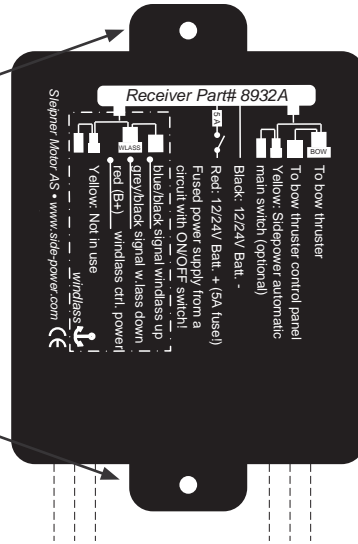 Receiver Part# 8932A
BOW
To bow thruster
To bow thruster control panel
Yellow: Sidepower automatic
main switch (optional)
Black: 12/24V Batt. -
5 A
Red: 12/24V Batt. + (5A fuse!)
Fused power supply from a
circuit with ON/OFF switch!
WLASS
blue/black signal windlass up
grey/black signal w.lass down
red (B+) windlass ctrl. power
Yellow: Not in use
windlass
Sleipner Motor AS • www.side-power.com
CE